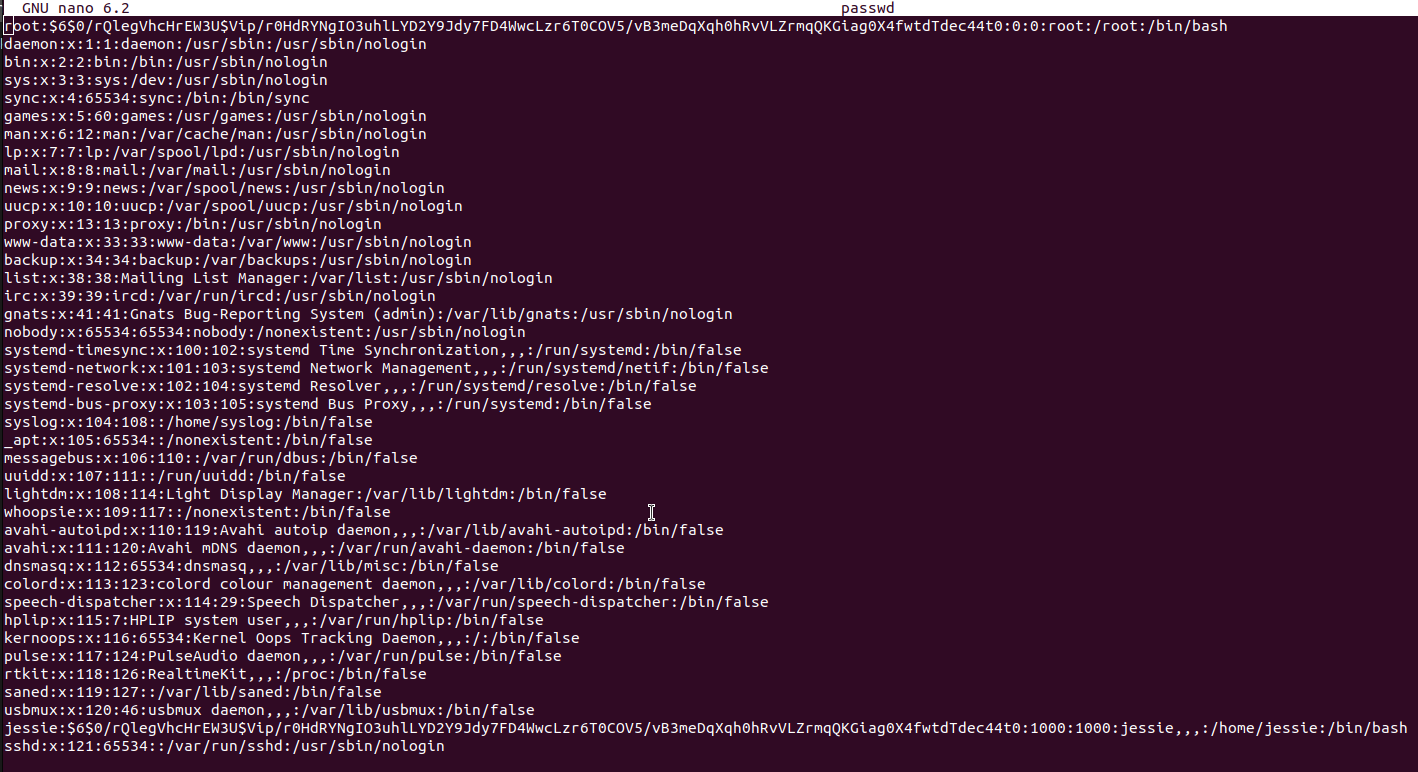 GNU nano 6.2 passwd
root:$6$0/rQlegVhcHrEW3U$Vip/r0HdRYNgIO3uhlLYD2Y9Jdy7FD4WwcLzr6T0COV5/vB3meDqXqh0hRvVLZrmqQKGiag0X4fwtdTdec44t0:0:0:root:/root:/bin/bash
daemon:x:1:1:daemon:/usr/sbin:/usr/sbin/nologin
bin:x:2:2:bin:/bin:/usr/sbin/nologin
sys:x:3:3:sys:/dev:/usr/sbin/nologin
sync:x:4:65534:sync:/bin:/bin/sync
games:x:5:60:games:/usr/games:/usr/sbin/nologin
man:x:6:12:man:/var/cache/man:/usr/sbin/nologin
lp:x:7:7:lp:/var/spool/lpd:/usr/sbin/nologin
mail:x:8:8:mail:/var/mail:/usr/sbin/nologin
news:x:9:9:news:/var/spool/news:/usr/sbin/nologin
uucp:x:10:10:uucp:/var/spool/uucp:/usr/sbin/nologin
proxy:x:13:13:proxy:/bin:/usr/sbin/nologin
www-data:x:33:33:www-data:/var/www:/usr/sbin/nologin
backup:x:34:34:backup:/var/backups:/usr/sbin/nologin
list:x:38:38:Mailing List Manager:/var/list:/usr/sbin/nologin
irc:x:39:39:ircd:/var/run/ircd:/usr/sbin/nologin
gnats:x:41:41:Gnats Bug-Reporting System (admin):/var/lib/gnats:/usr/sbin/nologin
nobody:x:65534:65534:nobody:/nonexistent:/usr/sbin/nologin
systemd-timesync:x:100:102:systemd Time Synchronization,,,:/run/systemd:/bin/false
systemd-network:x:101:103:systemd Network Management,,,:/run/systemd/netif:/bin/false
systemd-resolve:x:102:104:systemd Resolver,,,:/run/systemd/resolve:/bin/false
systemd-bus-proxy:x:103:105:systemd Bus Proxy,,,:/run/systemd:/bin/false
syslog:x:104:108::/home/syslog:/bin/false
_apt:x:105:65534::/nonexistent:/bin/false
messagebus:x:106:110::/var/run/dbus:/bin/false
uuidd:x:107:111::/run/uuidd:/bin/false
lightdm:x:108:114:Light Display Manager:/var/lib/lightdm:/bin/false
whoopsie:x:109:117::/nonexistent:/bin/false
avahi-autoipd:x:110:119:Avahi autoip daemon,,,:/var/lib/avahi-autoipd:/bin/false
avahi:x:111:120:Avahi mDNS daemon,,,:/var/run/avahi-daemon:/bin/false
dnsmasq:x:112:65534:dnsmasq,,,:/var/lib/misc:/bin/false
colord:x:113:123:colord colour management daemon,,,:/var/lib/colord:/bin/false
speech-dispatcher:x:114:29:Speech Dispatcher,,,:/var/run/speech-dispatcher:/bin/false
hplip:x:115:7:HPLIP system user,,,:/var/run/hplip:/bin/false
kernoops:x:116:65534:Kernel Oops Tracking Daemon,,,:/:/bin/false
pulse:x:117:124:PulseAudio daemon,,,:/var/run/pulse:/bin/false
rtkit:x:118:126:RealtimeKit,,,:/proc:/bin/false
saned:x:119:127::/var/lib/saned:/bin/false
usbmux:x:120:46:usbmux daemon,,,:/var/lib/usbmux:/bin/false
jessie:$6$0/rQlegVhcHrEW3U$Vip/r0HdRYNgIO3uhlLYD2Y9Jdy7FD4WwcLzr6T0COV5/vB3meDqXqh0hRvVLZrmqQKGiag0X4fwtdTdec44t0:1000:1000:jessie,,,:/home/jessie:/bin/bash
sshd:x:121:65534::/var/run/sshd:/usr/sbin/nologin